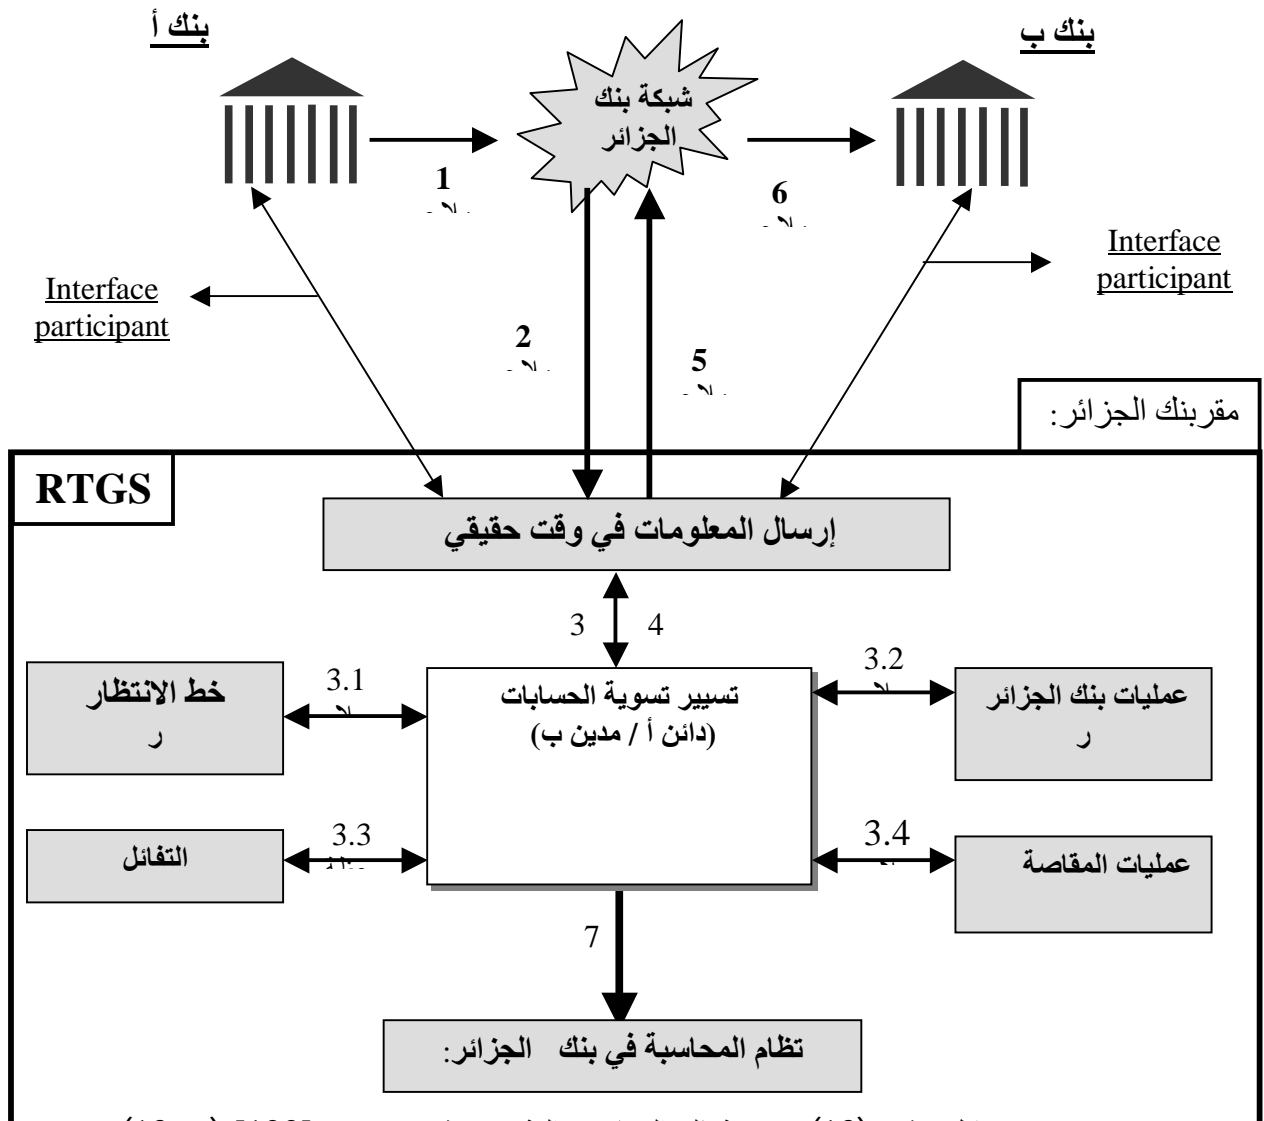 بنك أ
بنك ب
شبكة بنك
الجزائر
1
6
Interface
participant
Interface
participant
2
5
مقربنك الجزائر:
RTGS
إرسال المعلومات في وقت حقيقي
3
4
خط الانتظار
ر
3.1
تسيير تسوية الحسابات
(دائن أ / مدين ب)
3.2
عمليات بنك الجزائر
ر
التفائل
3.3
3.4
عمليات المقاصة
7
تظام المحاسبة في بنك الجزائر: